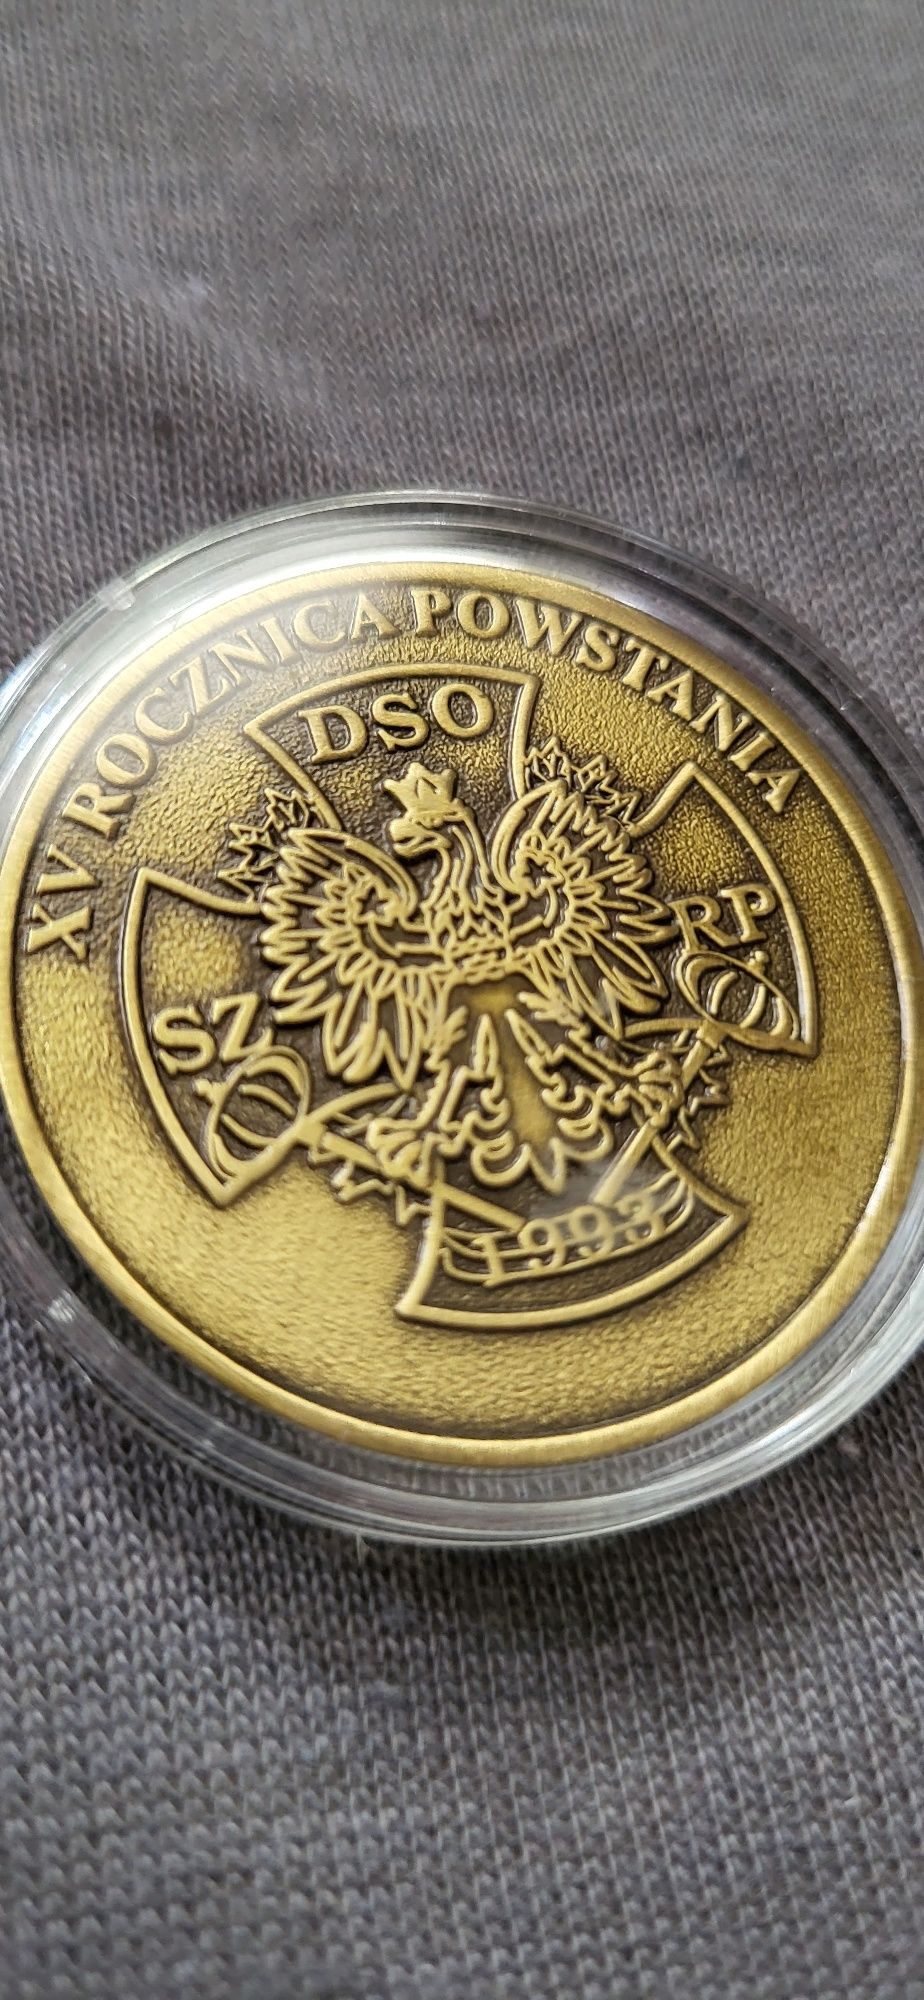 XV ROCZNICA POWSTANIA
DSO
SZ
RP
1993